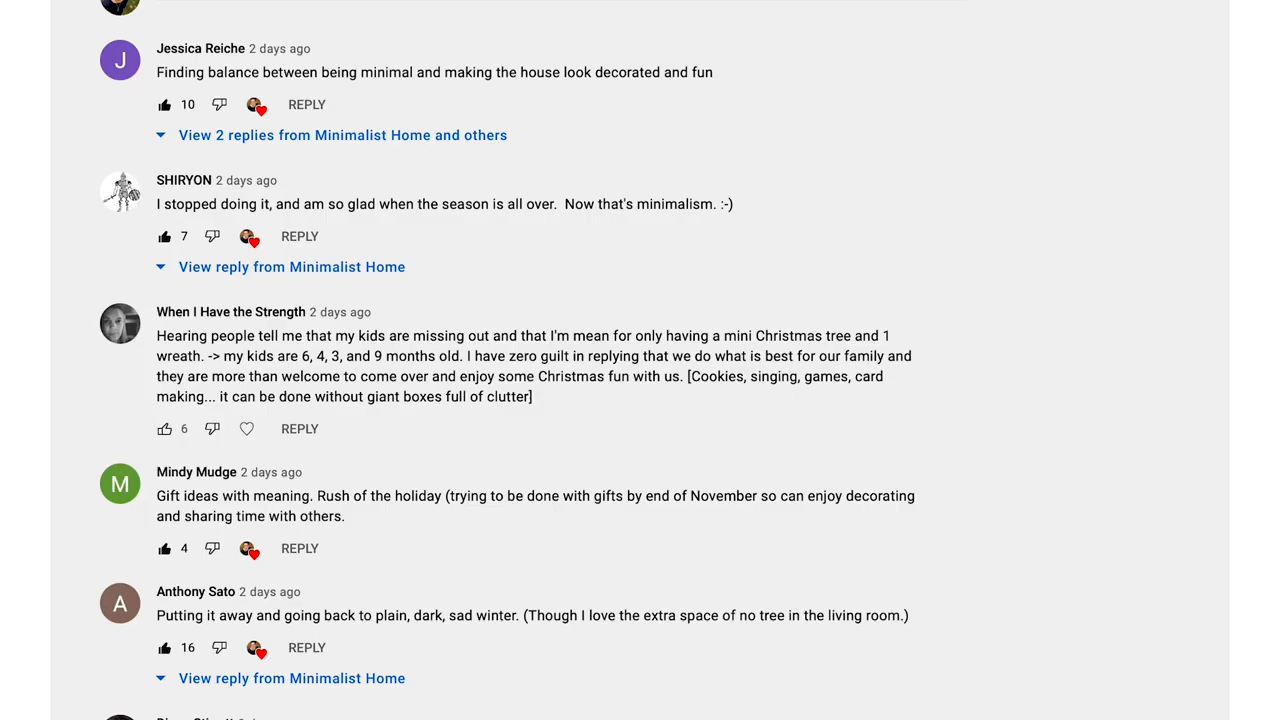 Jessica Reiche 2 days ago
J
Finding balance between being minimal and making the house look decorated and fun
10 REPLY
View 2 replies from Minimalist Home and others
SHIRYON 2 days ago
I stopped doing it, and am so glad when the season is all over.  Now that's minimalism. :-)
7 REPLY
View reply from Minimalist Home
When I Have the Strength 2 days ago
Hearing people tell me that my kids are missing out and that I'm mean for only having a mini Christmas tree and 1
wreath. -> my kids are 6, 4, 3, and 9 months old. I have zero guilt in replying that we do what is best for our family and
they are more than welcome to come over and enjoy some Christmas fun with us. [Cookies, singing, games, card
making... it can be done without giant boxes full of clutter]
6 REPLY
Mindy Mudge 2 days ago
M
Gift ideas with meaning. Rush of the holiday (trying to be done with gifts by end of November so can enjoy decorating
and sharing time with others.
4 REPLY
Anthony Sato 2 days ago
A
Putting it away and going back to plain, dark, sad winter. (Though I love the extra space of no tree in the living room.)
16 REPLY
View reply from Minimalist Home